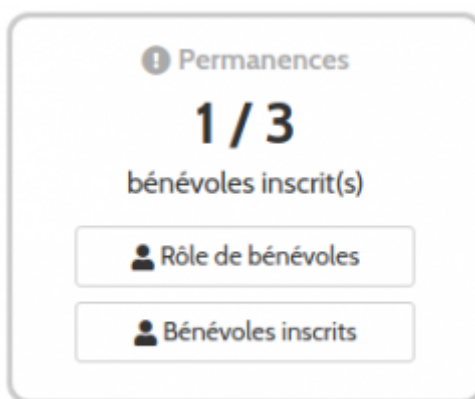 Permanences
1 / 3
bénévoles inscrit(s)
Rôle de bénévoles
Bénévoles inscrits